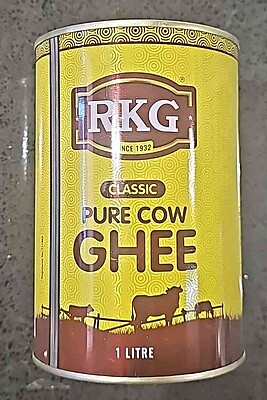 RKG
®
SINCE 1932
CLASSIC
PURE COW
GHEE
1 LITRE